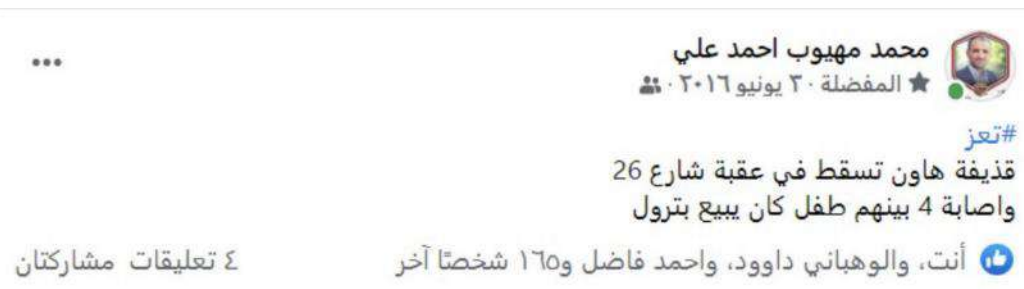 محمد مهيوب احمد علي
المفضلة · ٣ يونيو ٢٠١٦ ·
#تعز
قذيفة هاون تسقط في عقبة شارع 26
واصابة 4 بينهم طفل كان يبيع بترول
أنت، والوهباني داوود، واحمد فاضل و١٦٥ شخصًا آخر
٤ تعليقات مشاركتان